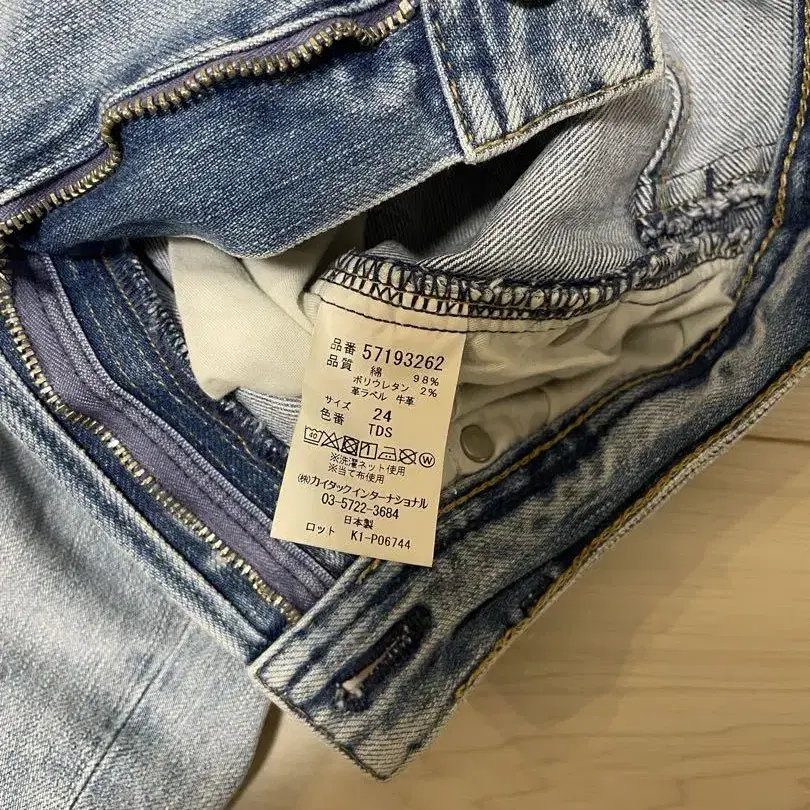 品番 57193262
品質 綿 98%
ポリウレタン 2%
革ラベル 牛革
サイズ 24
色番 TDS
40 1 W
※洗濯ネット使用
※当て布使用
㈱カイタックインターナショナル
03-5722-3684
日本製
ロット K1-P06744